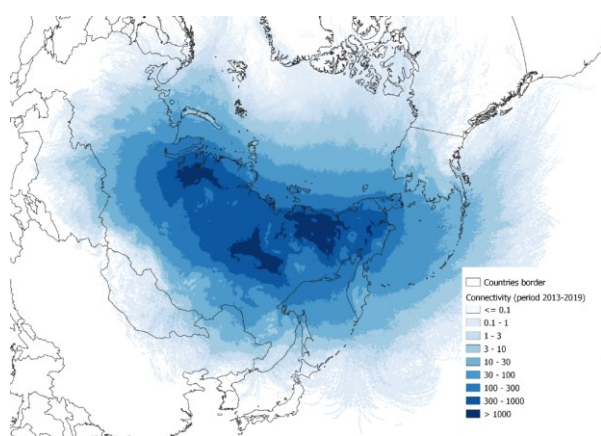 Countries border
Connectivity (period 2013-2019)
<= 0.1
0.1 - 1
1 - 3
3 - 10
10 - 30
30 - 100
100 - 300
300 - 1000
> 1000